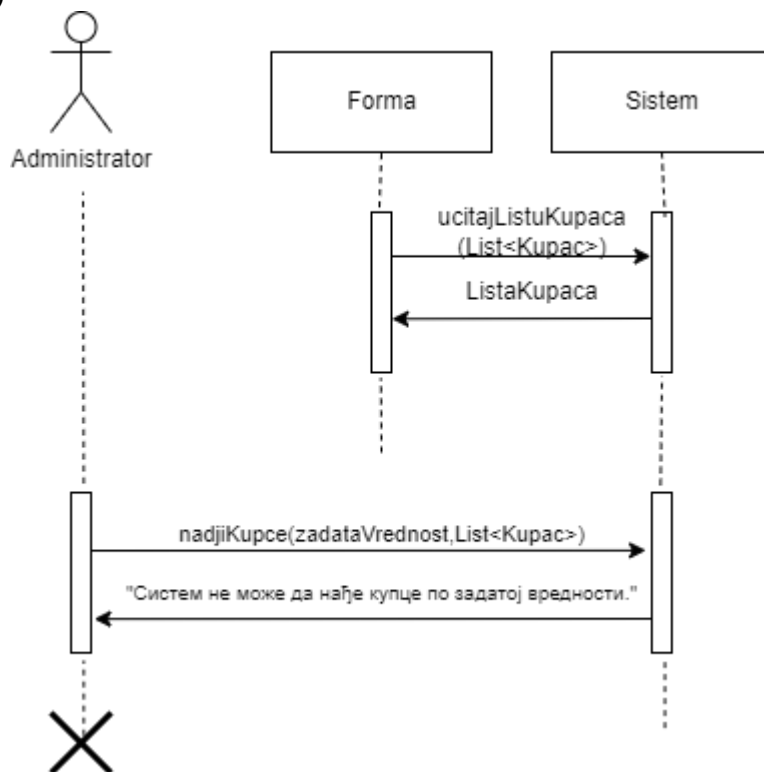 Forma
Sistem
Administrator
ucitajListuKupaca
(List<Kupac>)
ListaKupaca
nadjiKupce(zadataVrednost,List<Kupac>)
"Систем не може да нађе купце по задатој вредности."